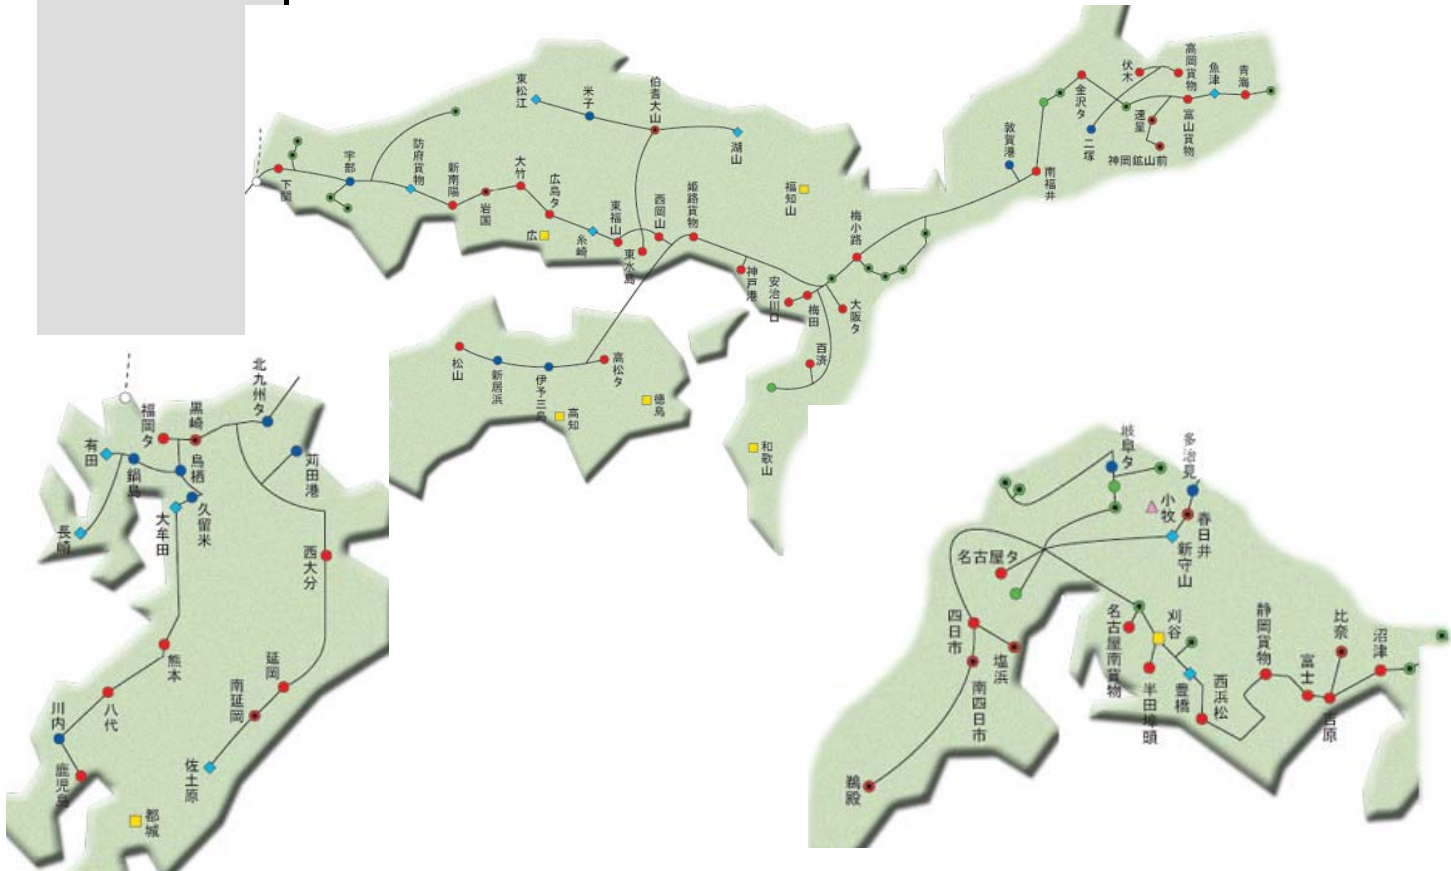 東松江
米子
伯耆大山
湖山
下関
宇部
防府貨物
新南陽
岩国
大竹
広島タ
広
糸崎
東福山
東水島
西岡山
姫路貨物
福知山
神戸港
安治川口
梅田
大阪タ
百済
梅小路
敦賀港
南福井
金沢タ
二塚
伏木
高岡貨物
速星
神岡鉱山前
富山貨物
魚津
青海
松山
新居浜
伊予三島
高松タ
高知
徳島
和歌山
北九州タ
黒崎
福岡タ
有田
鍋島
鳥栖
苅田港
長崎
大牟田
久留米
西大分
熊本
延岡
南延岡
八代
川内
鹿児島
佐土原
都城
岐阜タ
多治見
小牧
春日井
新守山
名古屋タ
四日市
塩浜
南四日市
鵜殿
名古屋南貨物
刈谷
半田埠頭
豊橋
西浜松
静岡貨物
富士
比奈
吉原
沼津